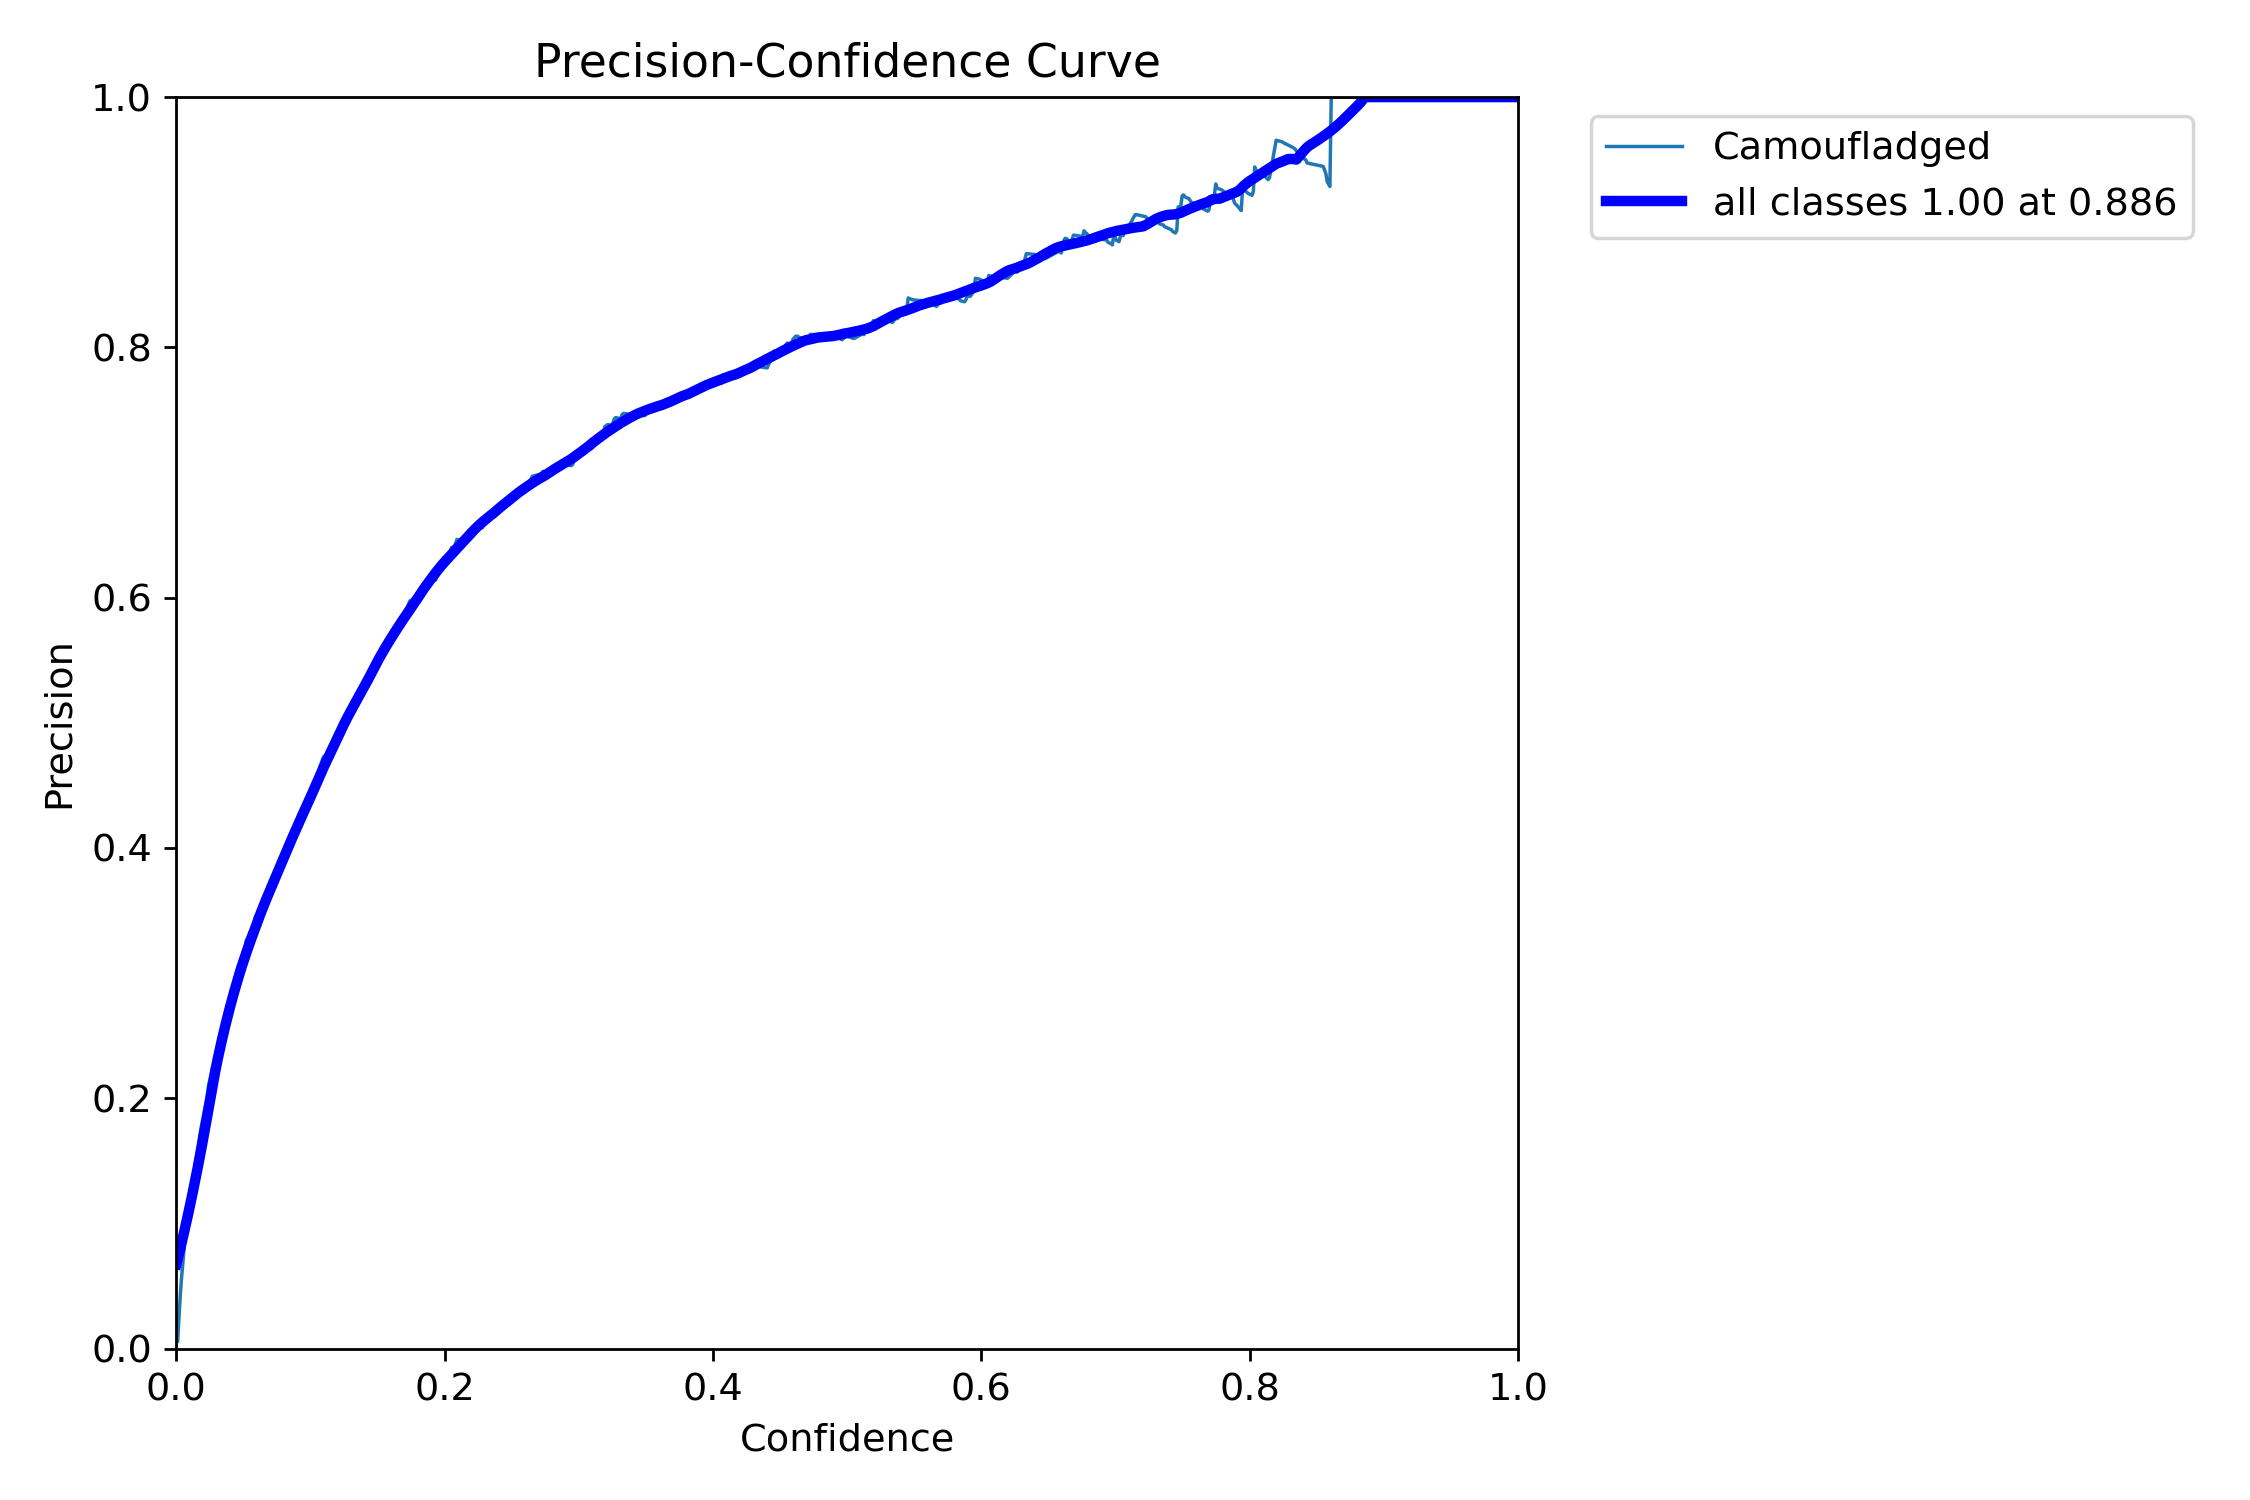 Precision-Confidence Curve
1.0
0.8
0.6
0.4
0.2
0.0
Precision
0.0 0.2 0.4 0.6 0.8 1.0
Confidence
Camoufladged
all classes 1.00 at 0.886